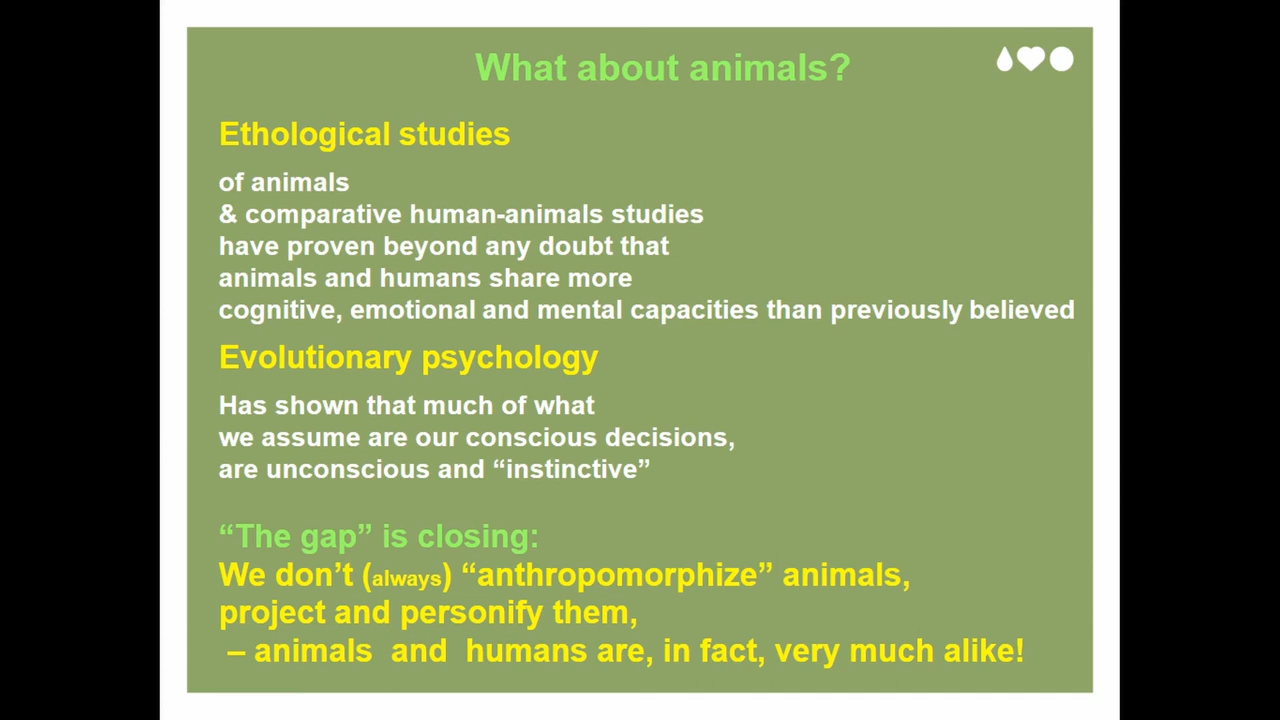 What about animals?
Ethological studies
of animals
& comparative human-animals studies
have proven beyond any doubt that
animals and humans share more
cognitive, emotional and mental capacities than previously believed
Evolutionary psychology
Has shown that much of what
we assume are our conscious decisions,
are unconscious and “instinctive”
“The gap” is closing:
We don’t (always) “anthropomorphize” animals,
project and personify them,
– animals and humans are, in fact, very much alike!